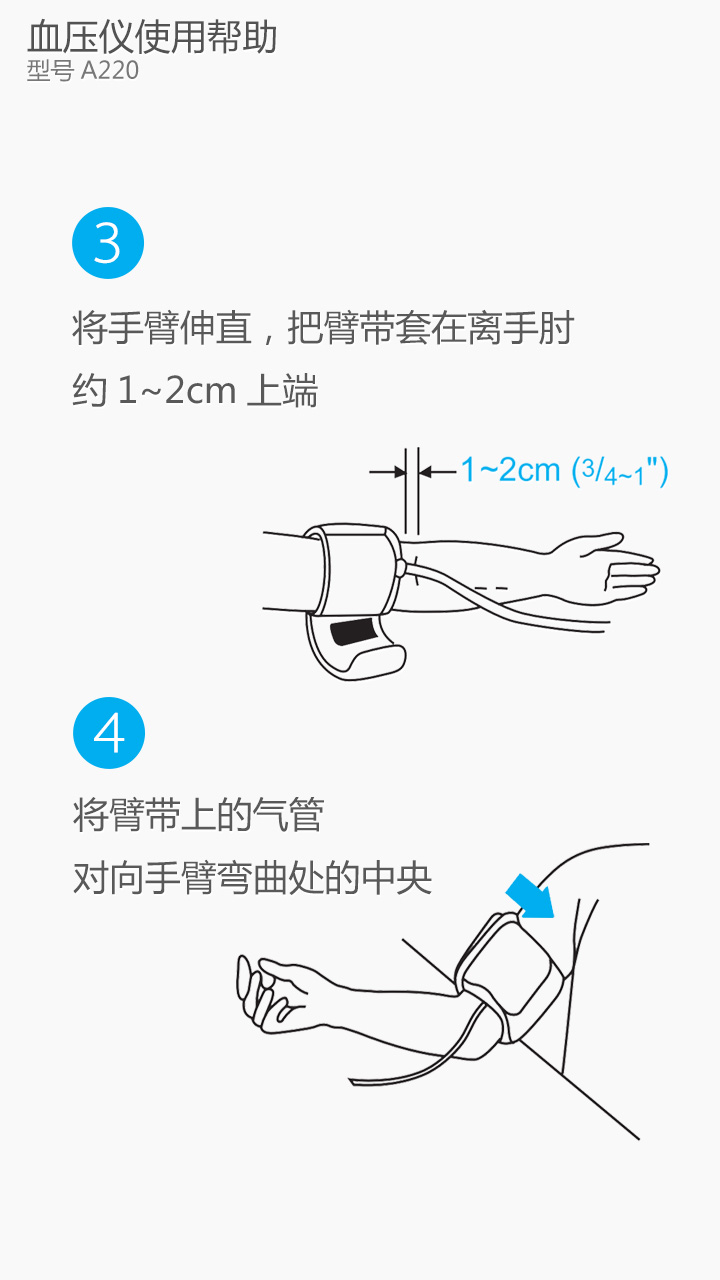 血压仪使用帮助
型号 A220
3
将手臂伸直，把臂带套在离手肘
约 1~2cm 上端
1~2cm (3/4~1")
4
将臂带上的气管
对向手臂弯曲处的中央